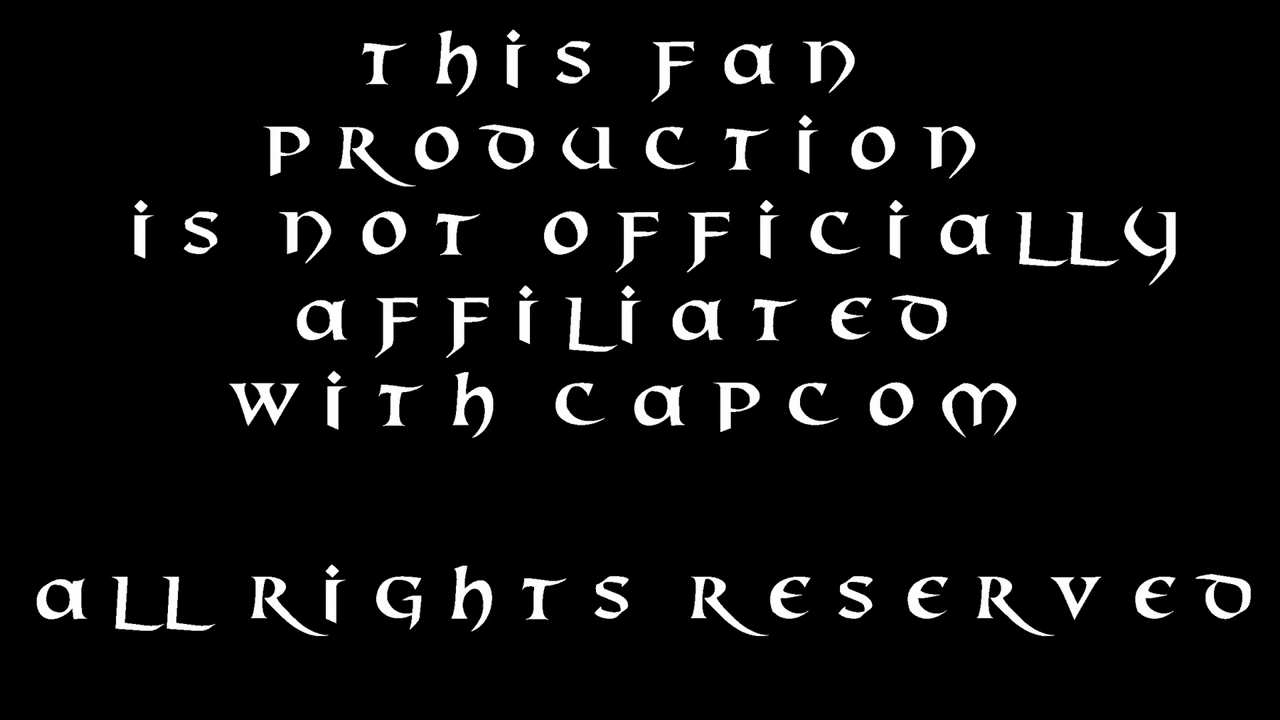 This Fan
Production
is not officially
affiliated
with Capcom
All Rights Reserved